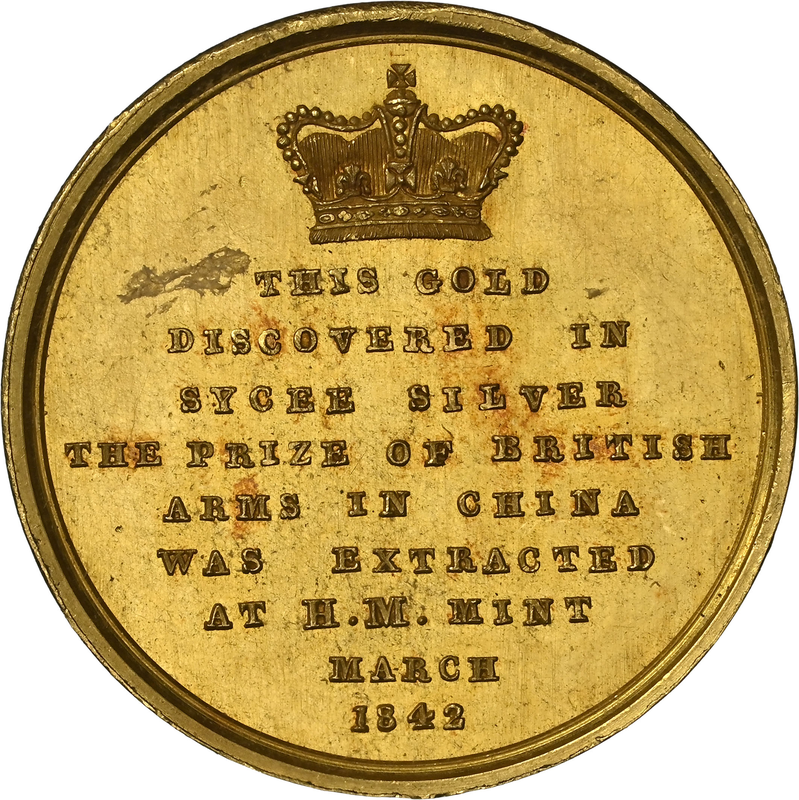 THIS GOLD
DISCOVERED IN
SYCEE SILVER
THE PRIZE OF BRITISH
ARMS IN CHINA
WAS EXTRACTED
AT H.M. MINT
MARCH
1842